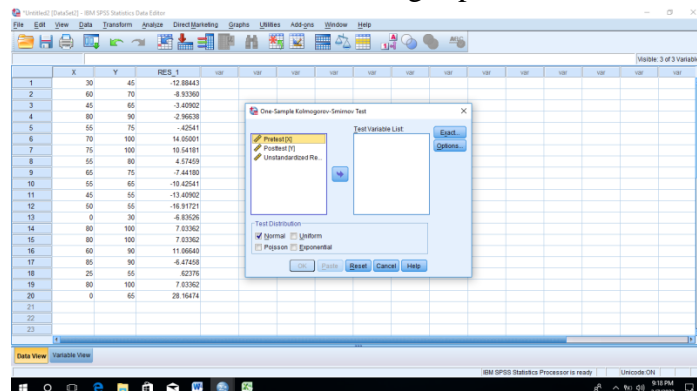 *Untitled2 [DataSet2] - IBM SPSS Statistics Data Editor
File Edit View Data Transform Analyze Direct Marketing Graphs Utilities Add-ons Window Help
Visible: 3 of 3 Variabl
X Y RES_1 var var var var var var var var var var var var var
1 30 45 -12.88443
2 60 70 -8.93360
3 45 65 -3.40902
4 80 90 -2.96638
5 55 75 -.42541
6 70 100 14.05001
7 75 100 10.54181
8 55 80 4.57459
9 65 75 -7.44180
10 55 65 -10.42541
11 45 55 -13.40902
12 50 55 -16.91721
13 0 30 -6.83526
14 80 100 7.03362
15 80 100 7.03362
16 60 90 11.06640
17 85 90 -6.47458
18 25 55 .62376
19 80 100 7.03362
20 0 65 28.16474
21
22
23
One-Sample Kolmogorov-Smirnov Test
Test Variable List:
Pretest [X]
Posttest [Y]
Unstandardized Re...
Exact...
Options...
Test Distribution
Normal Uniform
Poisson Exponential
OK Paste Reset Cancel Help
Data View Variable View
IBM SPSS Statistics Processor is ready Unicode:ON
9:18 PM